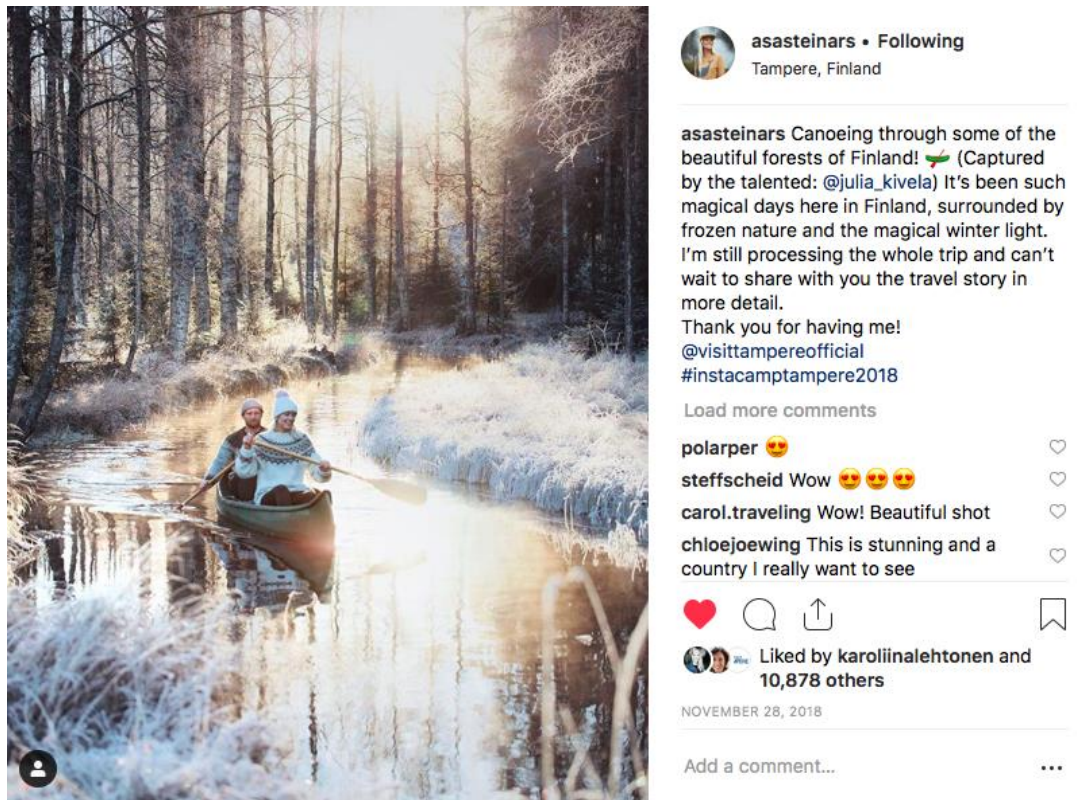 asasteinars • Following
Tampere, Finland
asasteinars Canoeing through some of the
beautiful forests of Finland! 🛶 (Captured
by the talented: @julia_kivela) It's been such
magical days here in Finland, surrounded by
frozen nature and the magical winter light.
I'm still processing the whole trip and can't
wait to share with you the travel story in
more detail.
Thank you for having me!
@visittampereofficial
#instacamptampere2018
Load more comments
polarper 😍
steffscheid Wow 😍😍😍
carol.traveling Wow! Beautiful shot
chloejoewing This is stunning and a
country I really want to see
Liked by karoliinalehtonen and
10,878 others
NOVEMBER 28, 2018
Add a comment...